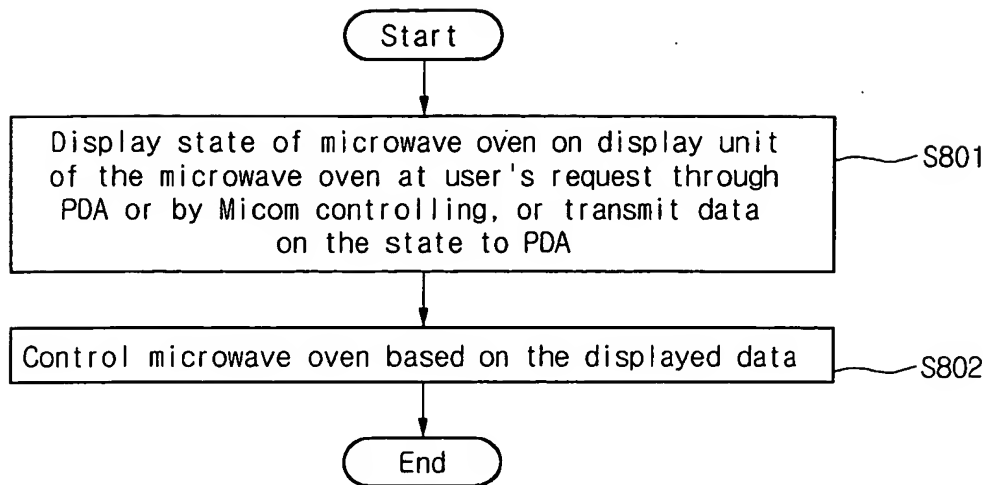 Start
Display state of microwave oven on display unit
of the microwave oven at user's request through
PDA or by Micom controlling, or transmit data
on the state to PDA
S801
Control microwave oven based on the displayed data
S802
End